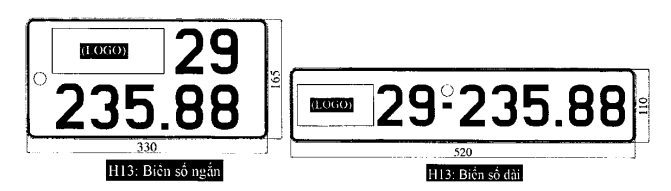 (LOGO)
29
235.88
165
330
H13: Biên số ngắn
(LOGO)
29-235.88
110
520
H13: Biển số dài